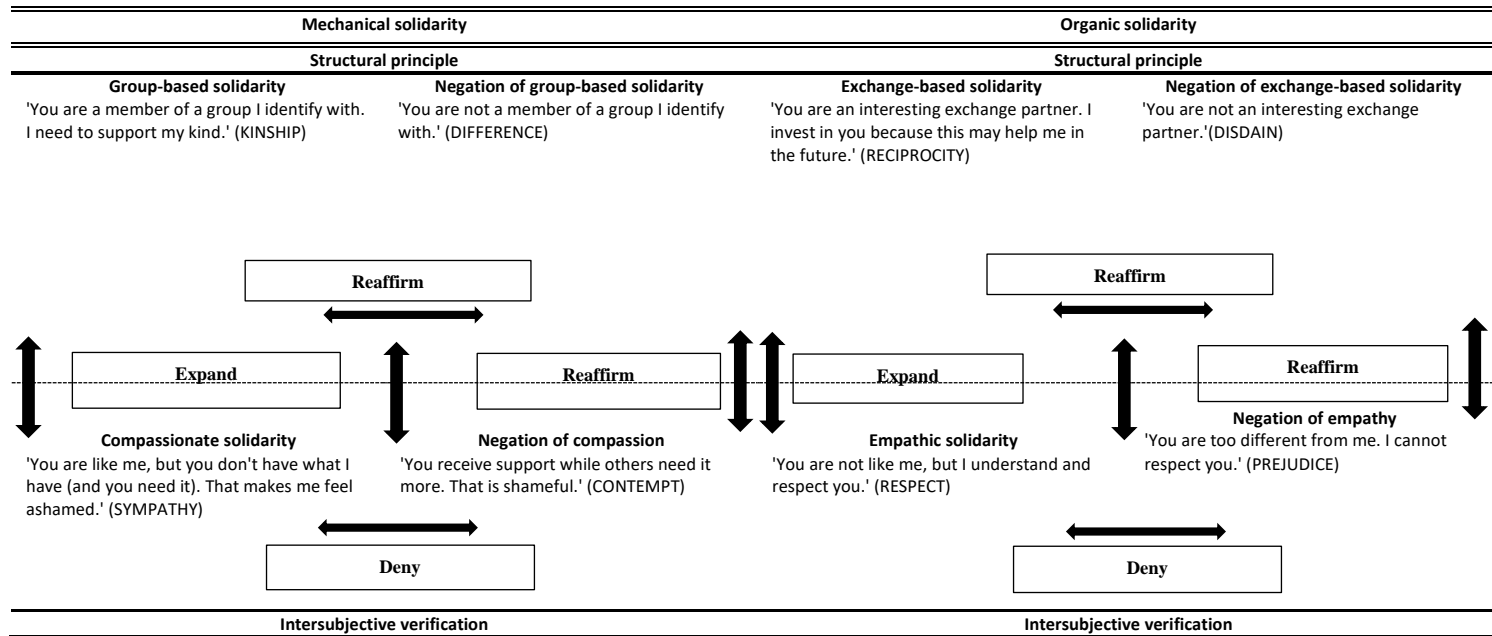 Mechanical solidarity
Organic solidarity
Structural principle
Structural principle
Group-based solidarity
'You are a member of a group I identify with.
I need to support my kind.' (KINSHIP)
Negation of group-based solidarity
'You are not a member of a group I identify
with.' (DIFFERENCE)
Exchange-based solidarity
'You are an interesting exchange partner. I
invest in you because this may help me in
the future.' (RECIPROCITY)
Negation of exchange-based solidarity
'You are not an interesting exchange
partner.'(DISDAIN)
Reaffirm
Reaffirm
Expand
Reaffirm
Expand
Reaffirm
Compassionate solidarity
'You are like me, but you don't have what I
have (and you need it). That makes me feel
ashamed.' (SYMPATHY)
Negation of compassion
'You receive support while others need it
more. That is shameful.' (CONTEMPT)
Empathic solidarity
'You are not like me, but I understand and
respect you.' (RESPECT)
Negation of empathy
'You are too different from me. I cannot
respect you.' (PREJUDICE)
Deny
Deny
Intersubjective verification
Intersubjective verification